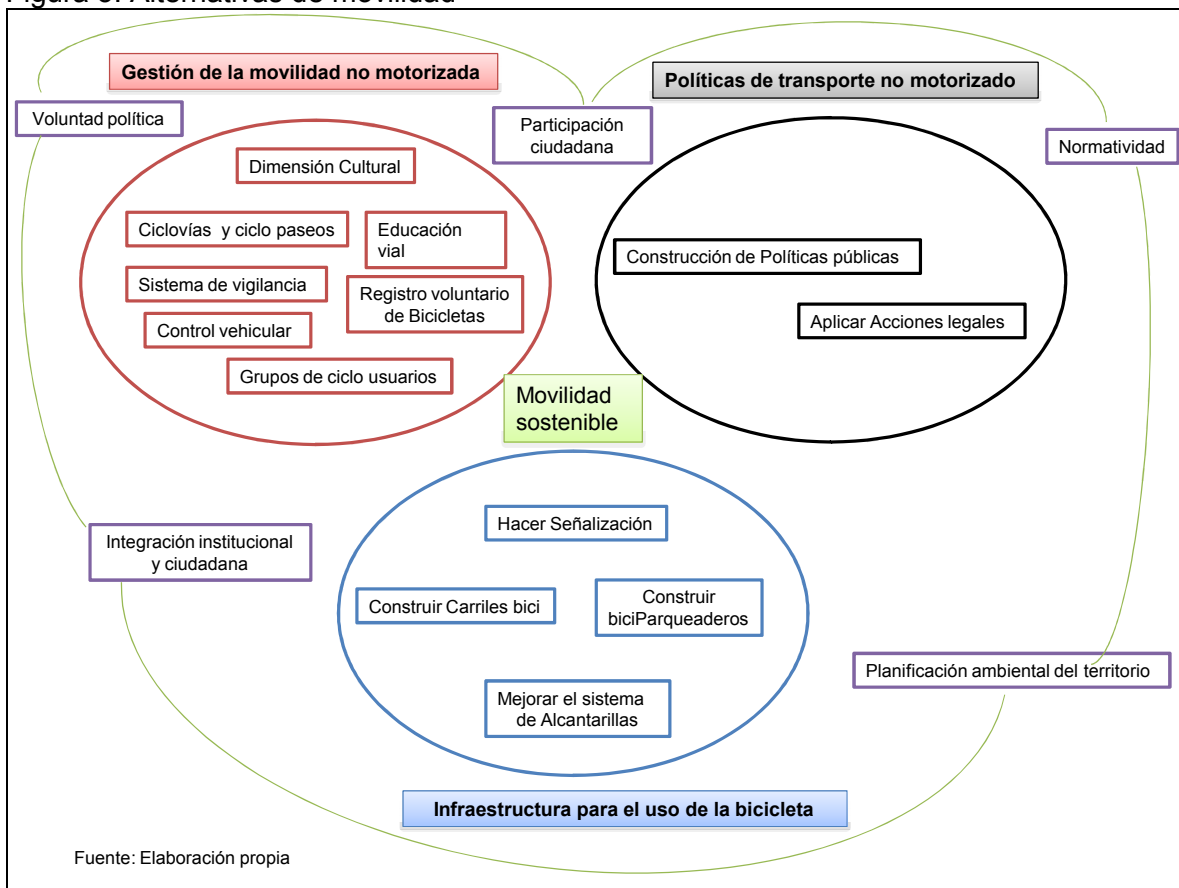 Gestión de la movilidad no motorizada
Políticas de transporte no motorizado
Voluntad política
Participación
ciudadana
Normatividad
Dimensión Cultural
Ciclovías y ciclo paseos
Educación
vial
Sistema de vigilancia
Registro voluntario
de Bicicletas
Control vehicular
Grupos de ciclo usuarios
Construcción de Políticas públicas
Aplicar Acciones legales
Movilidad
sostenible
Hacer Señalización
Integración institucional
y ciudadana
Construir Carriles bici
Construir
biciParqueaderos
Planificación ambiental del territorio
Mejorar el sistema
de Alcantarillas
Infraestructura para el uso de la bicicleta
Fuente: Elaboración propia